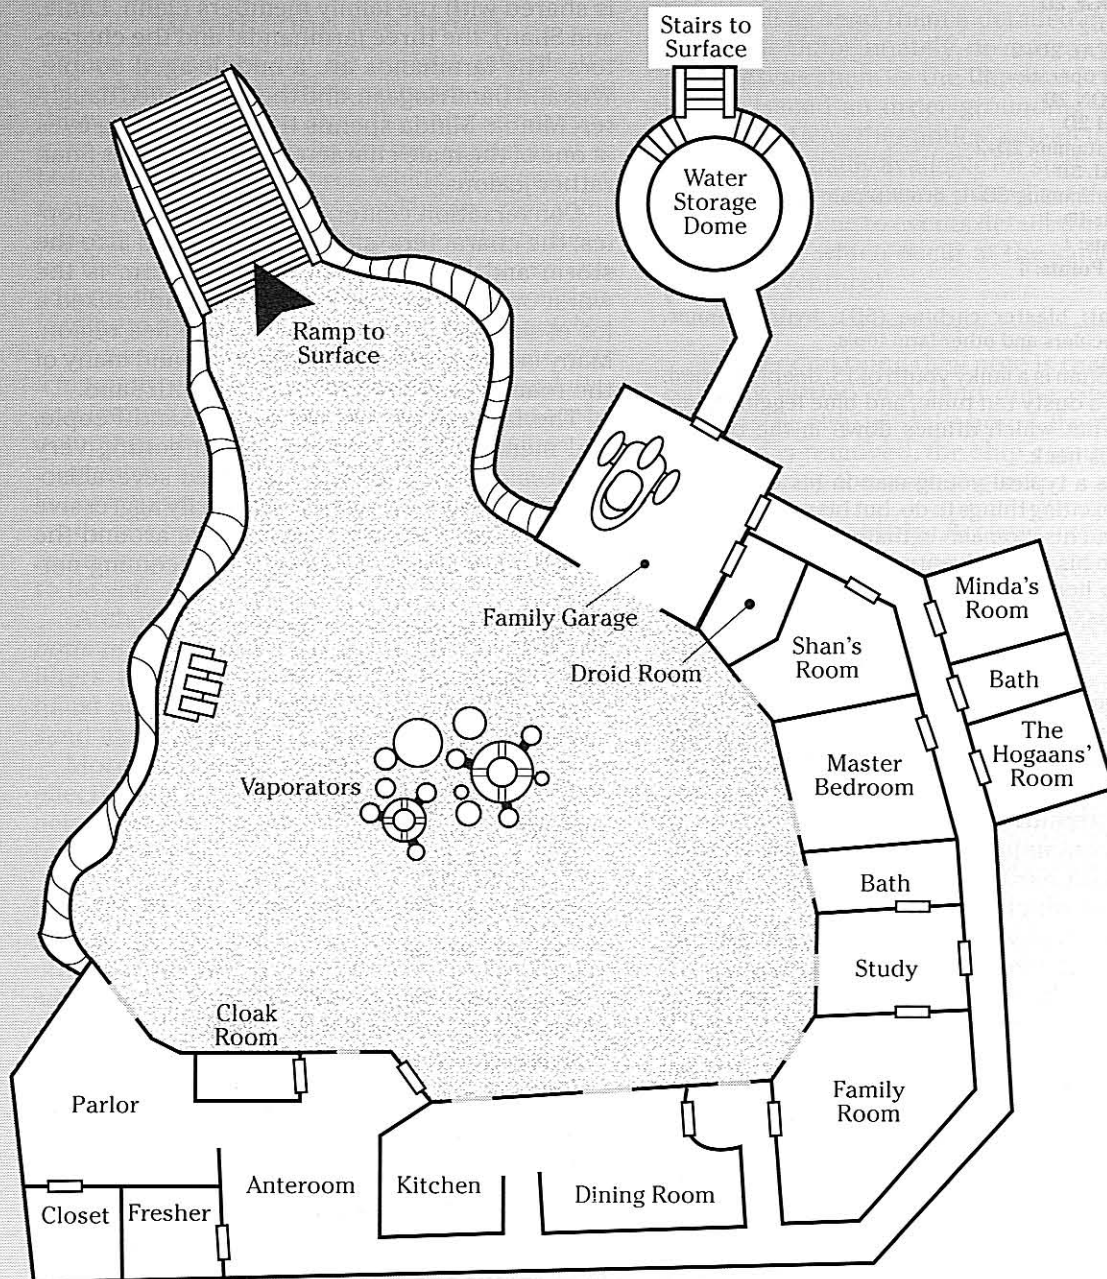 Stairs to
Surface
Water
Storage
Dome
Ramp to
Surface
Family Garage
Droid Room
Minda's
Room
Shan's
Room
Bath
The
Hogaans'
Room
Master
Bedroom
Vaporators
Bath
Study
Cloak
Room
Family
Room
Parlor
Anteroom
Kitchen
Dining Room
Closet
Fresher